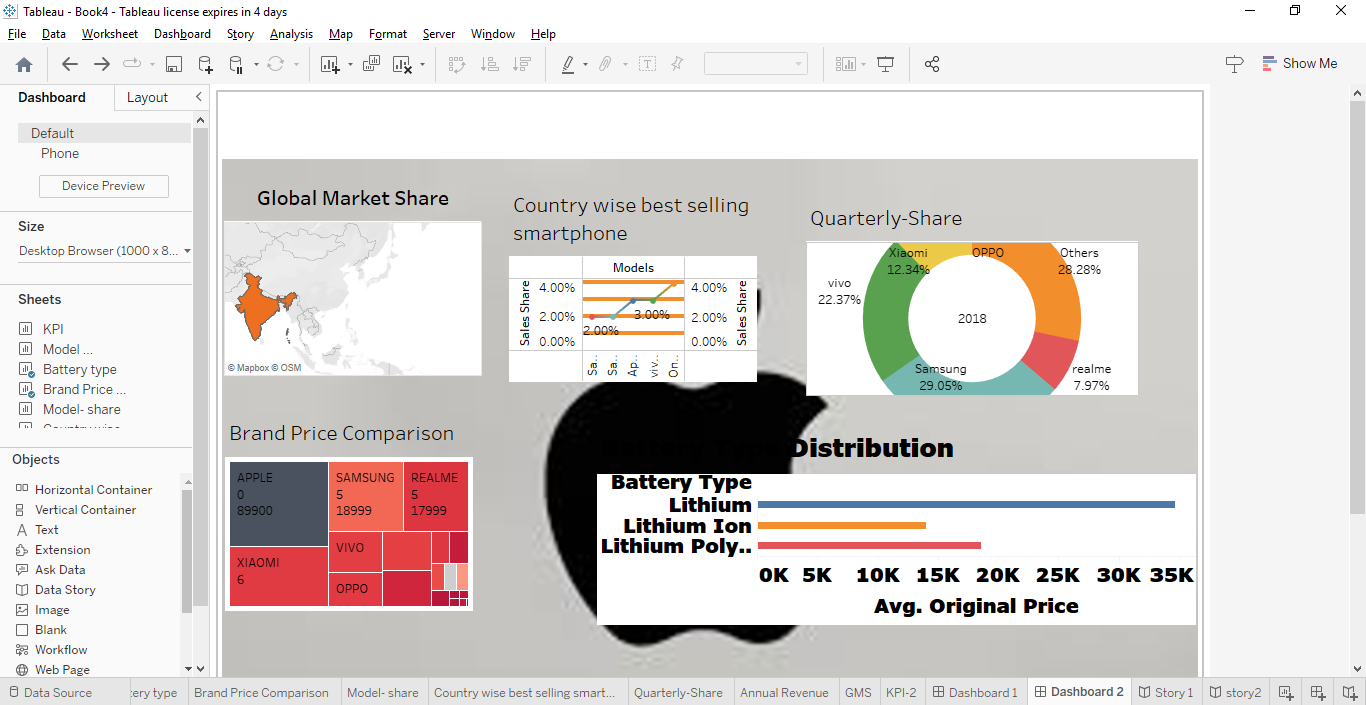 Tableau - Book4 - Tableau license expires in 4 days
File Data Worksheet Dashboard Story Analysis Map Format Server Window Help
Show Me
Dashboard Layout
Default
Phone
Device Preview
Size
Desktop Browser (1000 x 8...
Sheets
KPI
Model ...
Battery type
Brand Price ...
Model- share
Objects
Horizontal Container
Vertical Container
Text
Extension
Ask Data
Data Story
Image
Blank
Workflow
Web Page
Global Market Share
© Mapbox © OSM
Country wise best selling
smartphone
Models
Sales Share
4.00%
2.00%
0.00%
2.00%
3.00%
4.00%
2.00%
0.00%
Sales Share
Sa..
Sa..
Ap..
viv..
On..
Quarterly-Share
Xiaomi
12.34%
OPPO
Others
28.28%
vivo
22.37%
2018
Samsung
29.05%
realme
7.97%
Brand Price Comparison
APPLE
0
89900
SAMSUNG
5
18999
REALME
5
17999
XIAOMI
6
VIVO
OPPO
Battery Type Distribution
Battery Type
Lithium
Lithium Ion
Lithium Poly..
0K 5K 10K 15K 20K 25K 30K 35K
Avg. Original Price
Data Source tery type Brand Price Comparison Model- share Country wise best selling smart... Quarterly-Share Annual Revenue GMS KPI-2 Dashboard 1 Dashboard 2 Story 1 story2